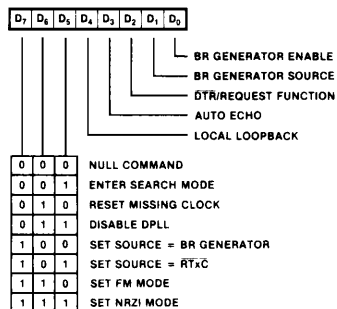 D7 D6 D5 D4 D3 D2 D1 D0
BR GENERATOR ENABLE
BR GENERATOR SOURCE
D̅T̅R̅/REQUEST FUNCTION
AUTO ECHO
LOCAL LOOPBACK
0 0 0 NULL COMMAND
0 0 1 ENTER SEARCH MODE
0 1 0 RESET MISSING CLOCK
0 1 1 DISABLE DPLL
1 0 0 SET SOURCE = BR GENERATOR
1 0 1 SET SOURCE = R̅T̅x̅C̅
1 1 0 SET FM MODE
1 1 1 SET NRZI MODE